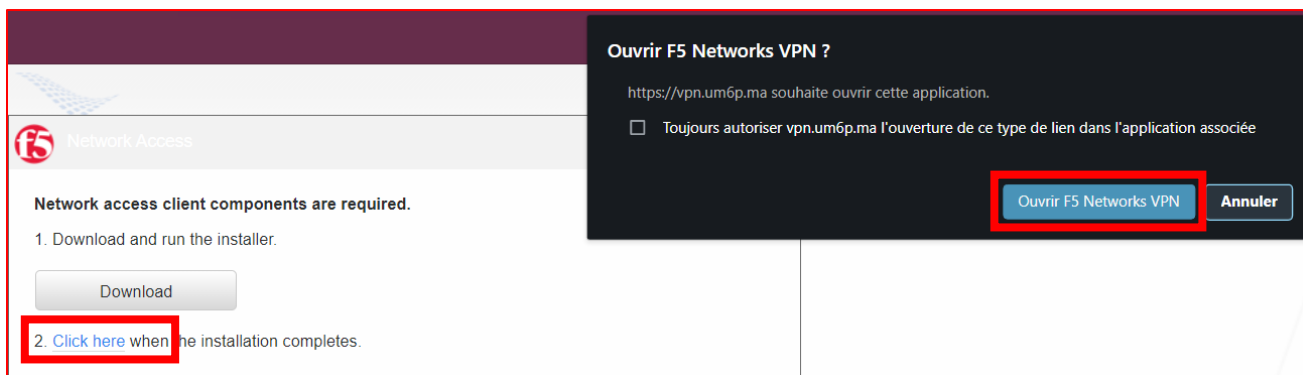 Ouvrir F5 Networks VPN ?
https://vpn.um6p.ma souhaite ouvrir cette application.
Toujours autoriser vpn.um6p.ma l'ouverture de ce type de lien dans l'application associée
Ouvrir F5 Networks VPN
Annuler
f5
Network Access
Network access client components are required.
1. Download and run the installer.
Download
2. Click here when the installation completes.